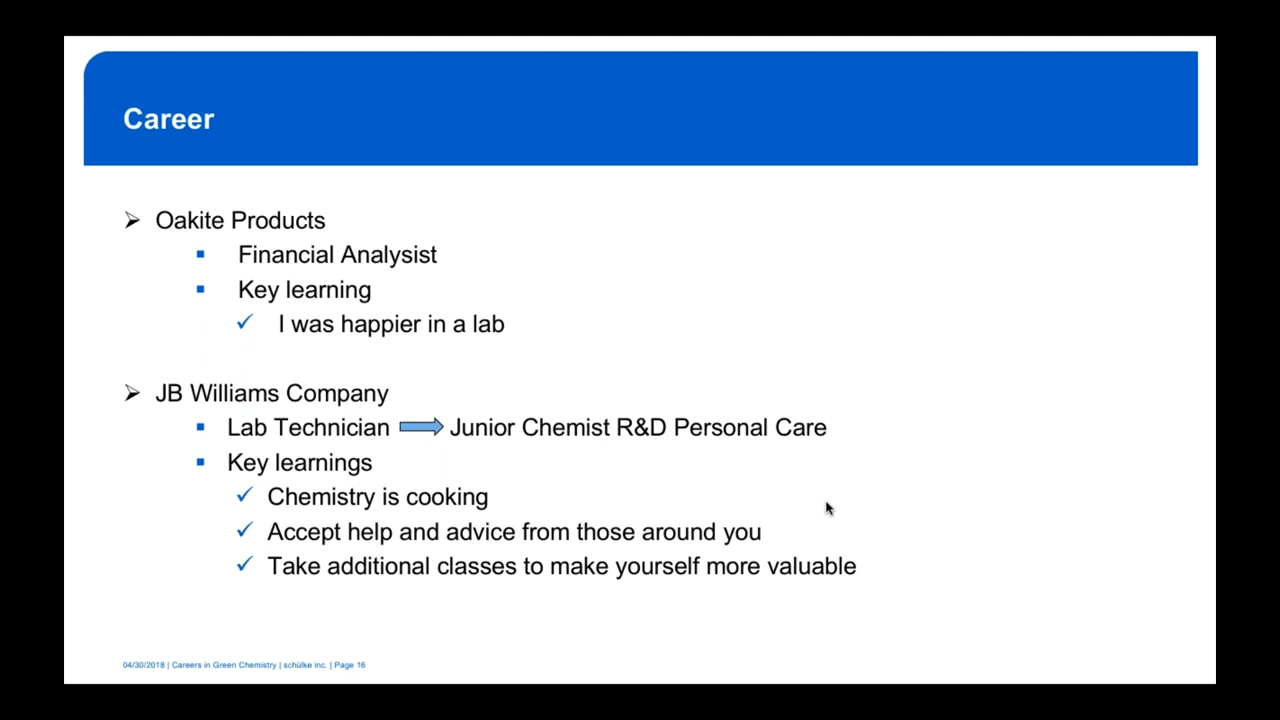 Career
Oakite Products
Financial Analysist
Key learning
I was happier in a lab
JB Williams Company
Lab Technician Junior Chemist R&D Personal Care
Key learnings
Chemistry is cooking
Accept help and advice from those around you
Take additional classes to make yourself more valuable
04/30/2018 | Careers in Green Chemistry | schülke inc. | Page 16